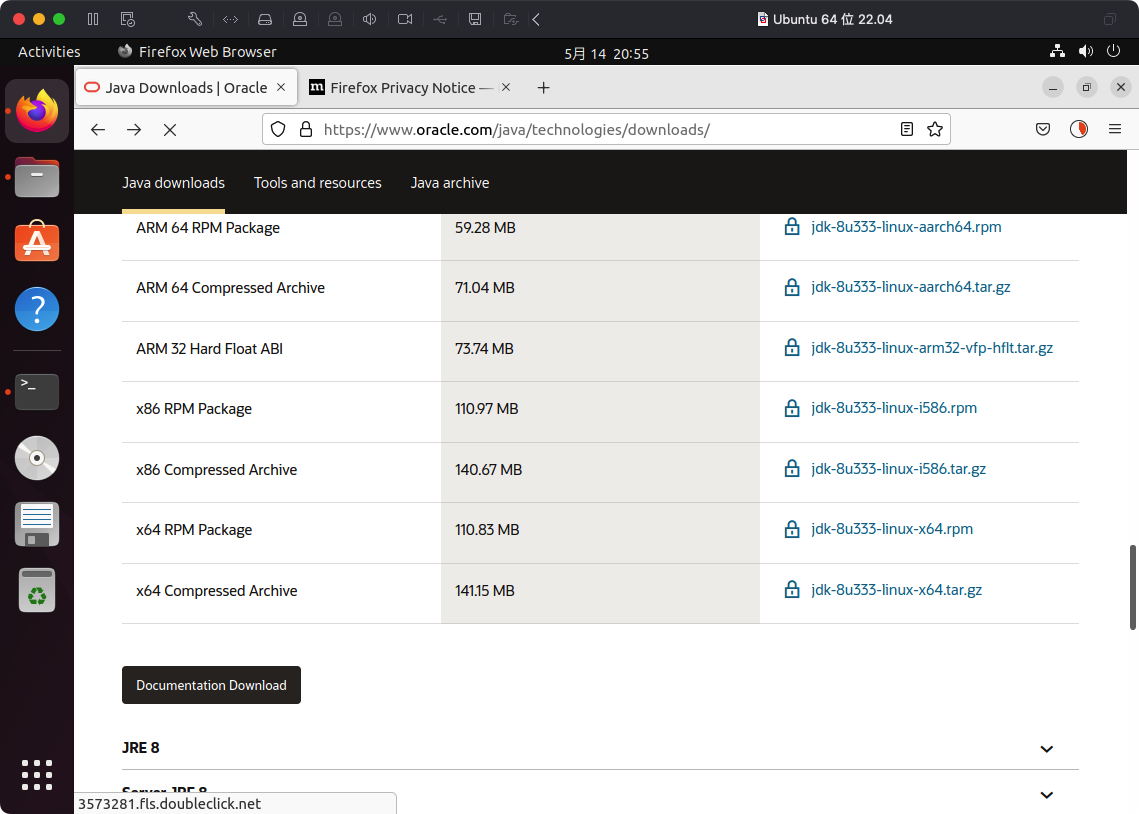 Ubuntu 64 位 22.04
Activities
Firefox Web Browser
5月 14 20:55
Java Downloads | Oracle
Firefox Privacy Notice —
https://www.oracle.com/java/technologies/downloads/
Java downloads
Tools and resources
Java archive
ARM 64 RPM Package 59.28 MB jdk-8u333-linux-aarch64.rpm
ARM 64 Compressed Archive 71.04 MB jdk-8u333-linux-aarch64.tar.gz
ARM 32 Hard Float ABI 73.74 MB jdk-8u333-linux-arm32-vfp-hflt.tar.gz
x86 RPM Package 110.97 MB jdk-8u333-linux-i586.rpm
x86 Compressed Archive 140.67 MB jdk-8u333-linux-i586.tar.gz
x64 RPM Package 110.83 MB jdk-8u333-linux-x64.rpm
x64 Compressed Archive 141.15 MB jdk-8u333-linux-x64.tar.gz
Documentation Download
JRE 8
Server JRE 8
3573281.fls.doubleclick.net